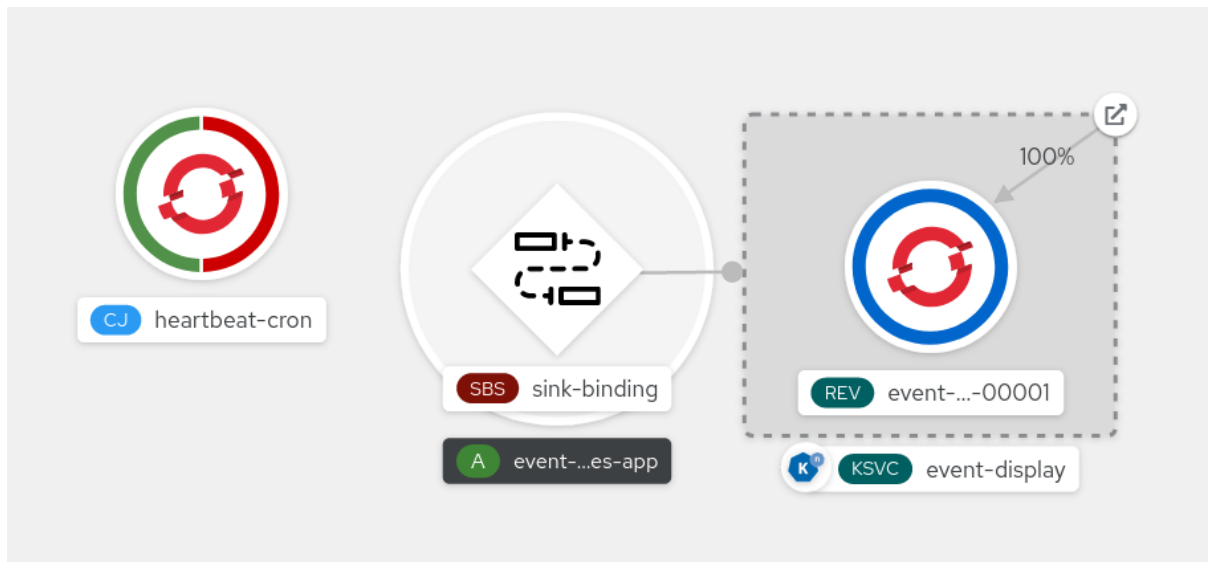 CJ heartbeat-cron
SBS sink-binding
A event-...es-app
100%
REV event-...-00001
K n KSVC event-display